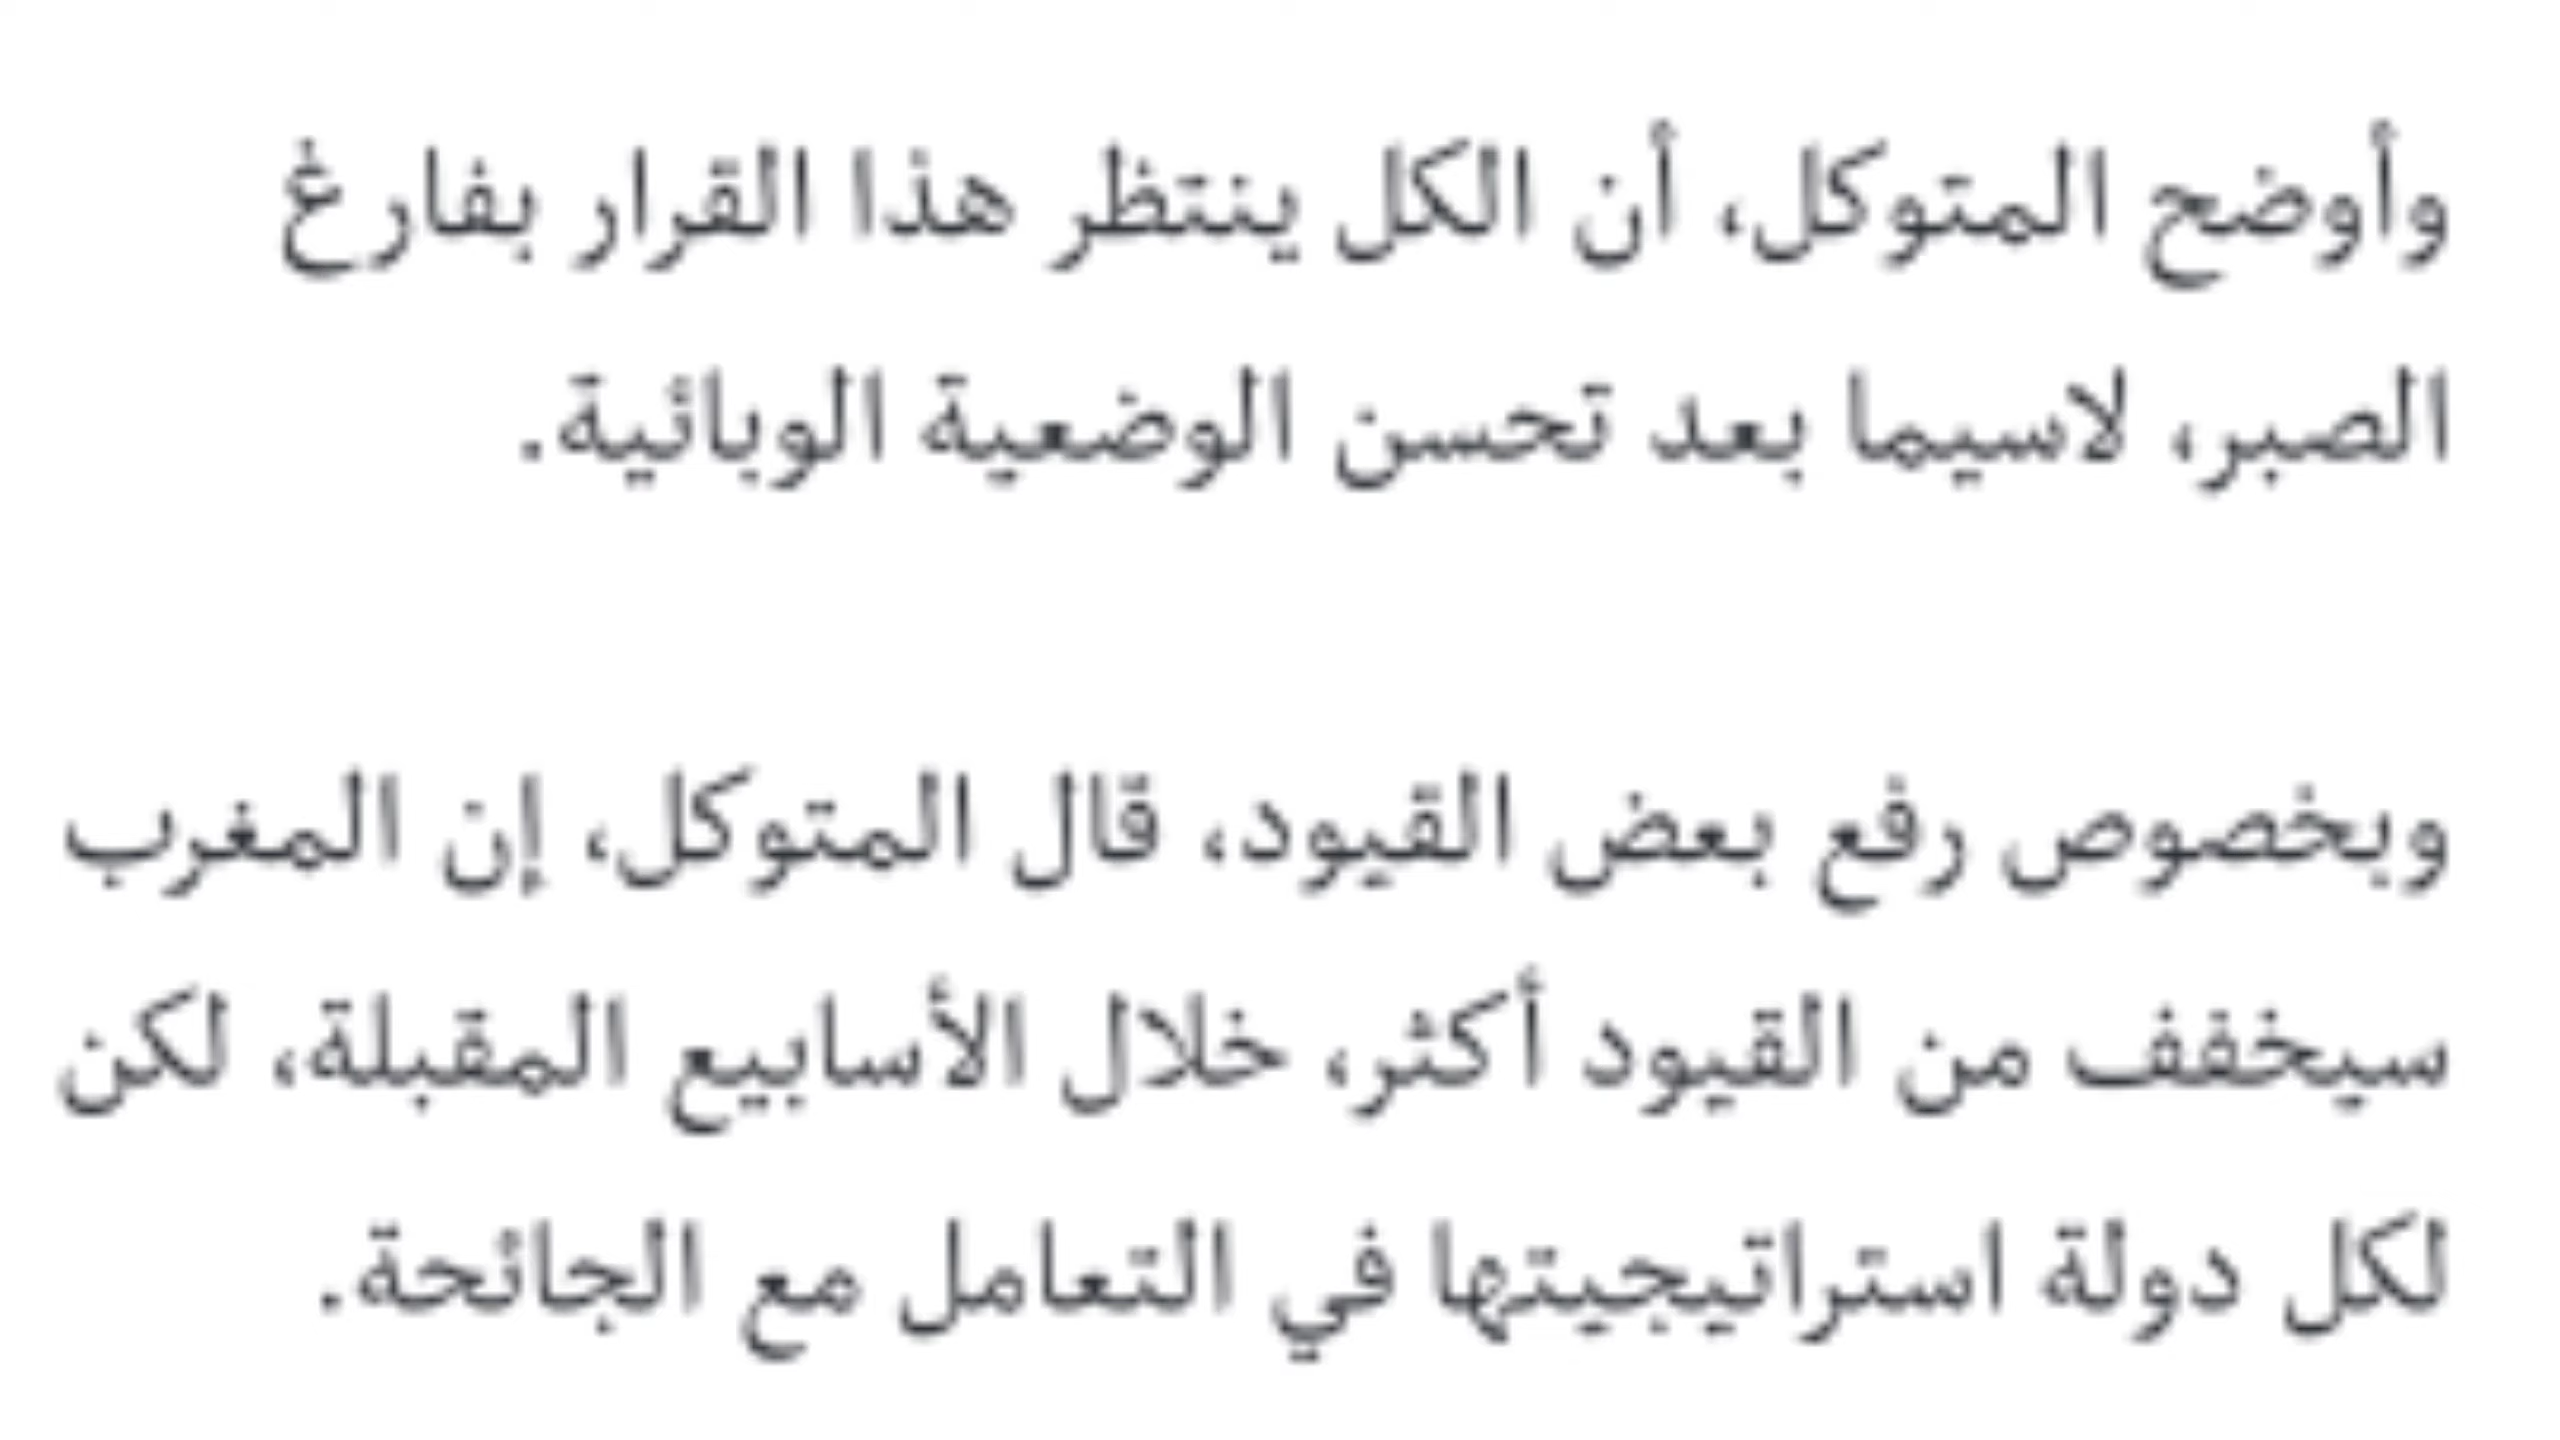 وأوضح المتوكل، أن الكل ينتظر هذا القرار بفارغ
الصبر، لاسيما بعد تحسن الوضعية الوبائية.
وبخصوص رفع بعض القيود، قال المتوكل، إن المغرب
سيخفف من القيود أكثر، خلال الأسابيع المقبلة، لكن
لكل دولة استراتيجيتها في التعامل مع الجائحة.